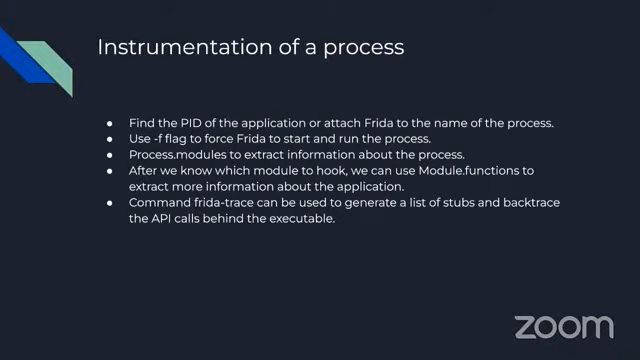 Instrumentation of a process
● Find the PID of the application or attach Frida to the name of the process.
● Use -f flag to force Frida to start and run the process.
● Process.modules to extract information about the process.
● After we know which module to hook, we can use Module.functions to
extract more information about the application.
● Command frida-trace can be used to generate a list of stubs and backtrace
the API calls behind the executable.
zoom